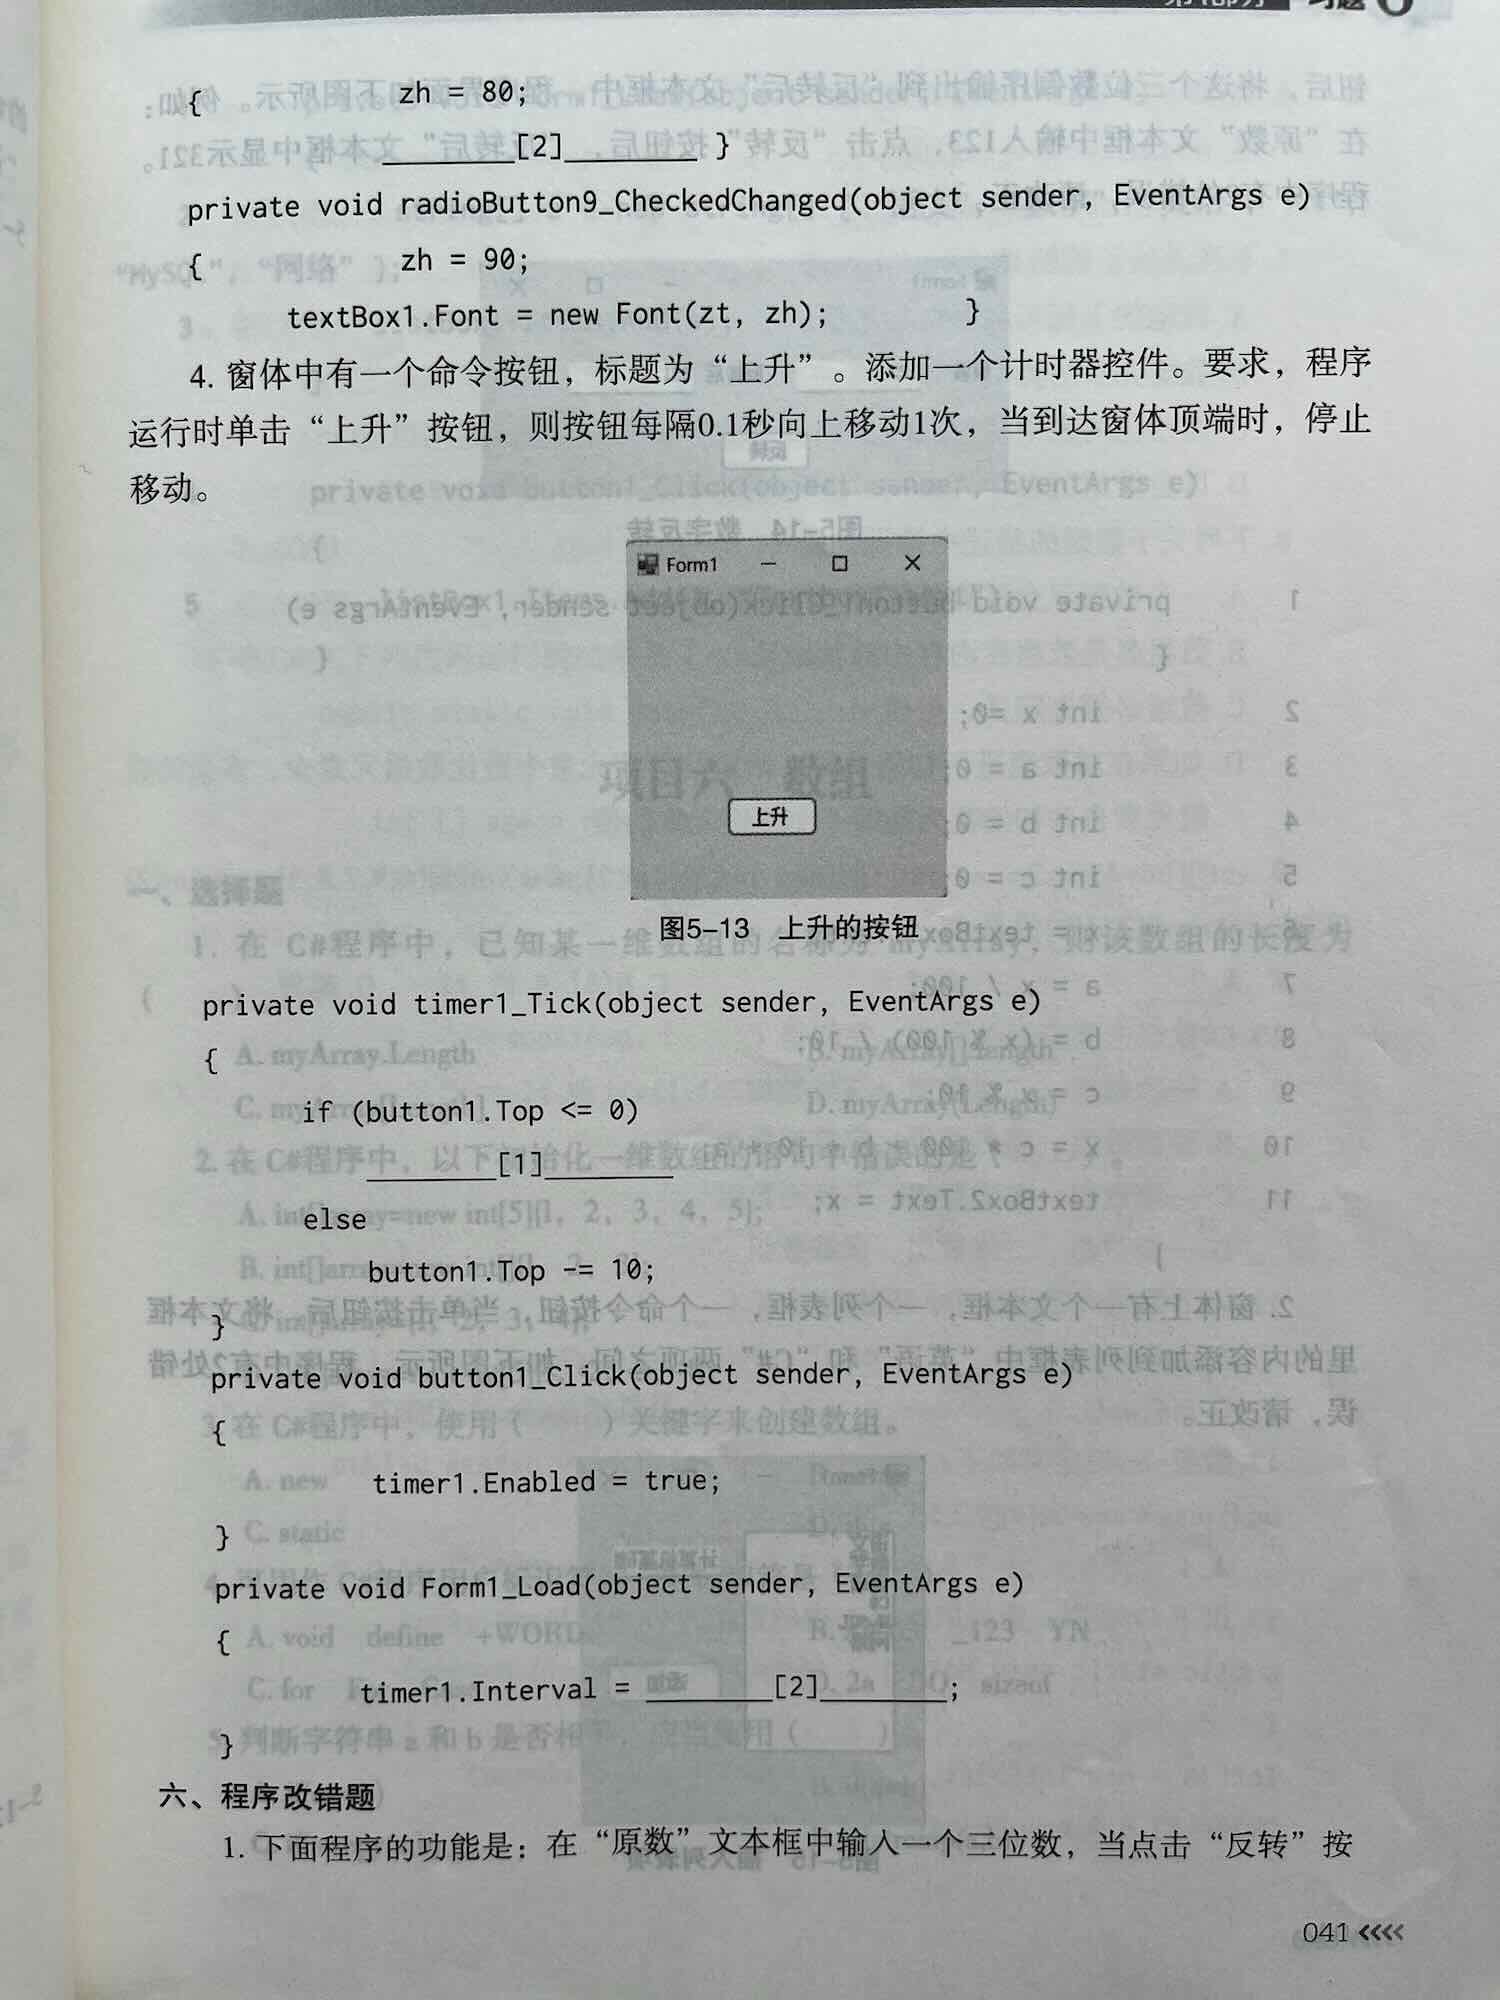 { zh = 80;
________[2]________ }
private void radioButton9_CheckedChanged(object sender, EventArgs e)
{ zh = 90;
textBox1.Font = new Font(zt, zh); }
4. 窗体中有一个命令按钮，标题为“上升”。添加一个计时器控件。要求，程序
运行时单击“上升”按钮，则按钮每隔0.1秒向上移动1次，当到达窗体顶端时，停止
移动。
Form1
上升
图5-13 上升的按钮
private void timer1_Tick(object sender, EventArgs e)
{
if (button1.Top <= 0)
________[1]________
else
button1.Top -= 10;
}
private void button1_Click(object sender, EventArgs e)
{
timer1.Enabled = true;
}
private void Form1_Load(object sender, EventArgs e)
{
timer1.Interval = ________[2]________;
}
六、程序改错题
1. 下面程序的功能是：在“原数”文本框中输入一个三位数，当点击“反转”按
041